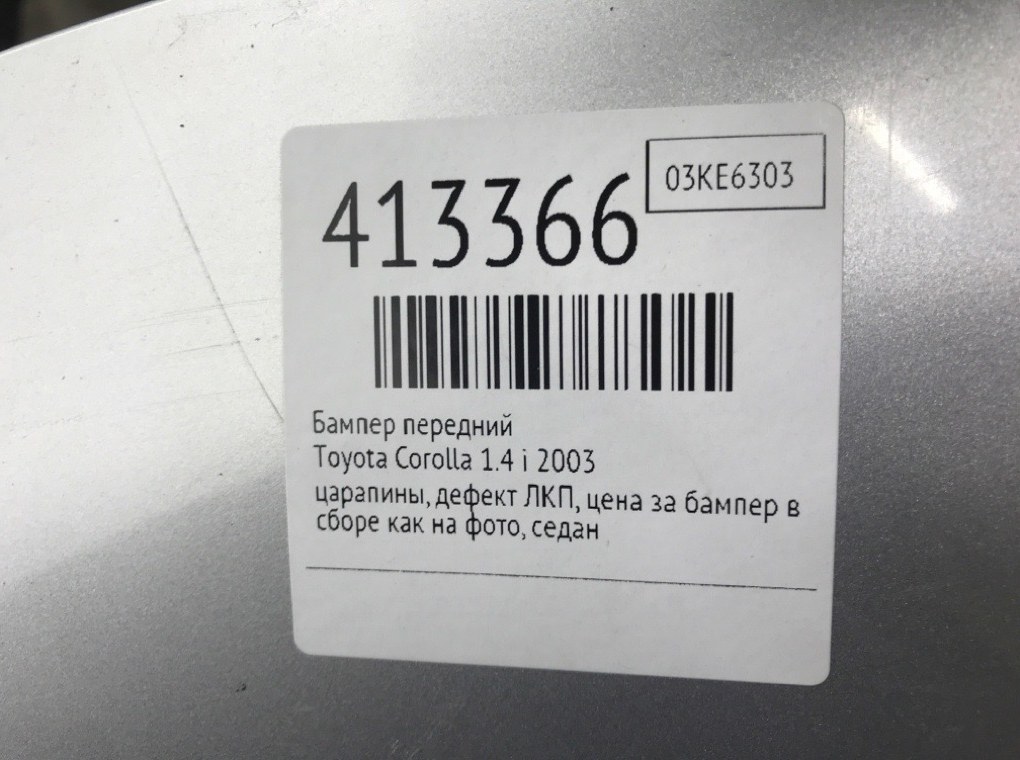 03KE6303
413366
Бампер передний
Toyota Corolla 1.4 i 2003
царапины, дефект ЛКП, цена за бампер в
сборе как на фото, седан